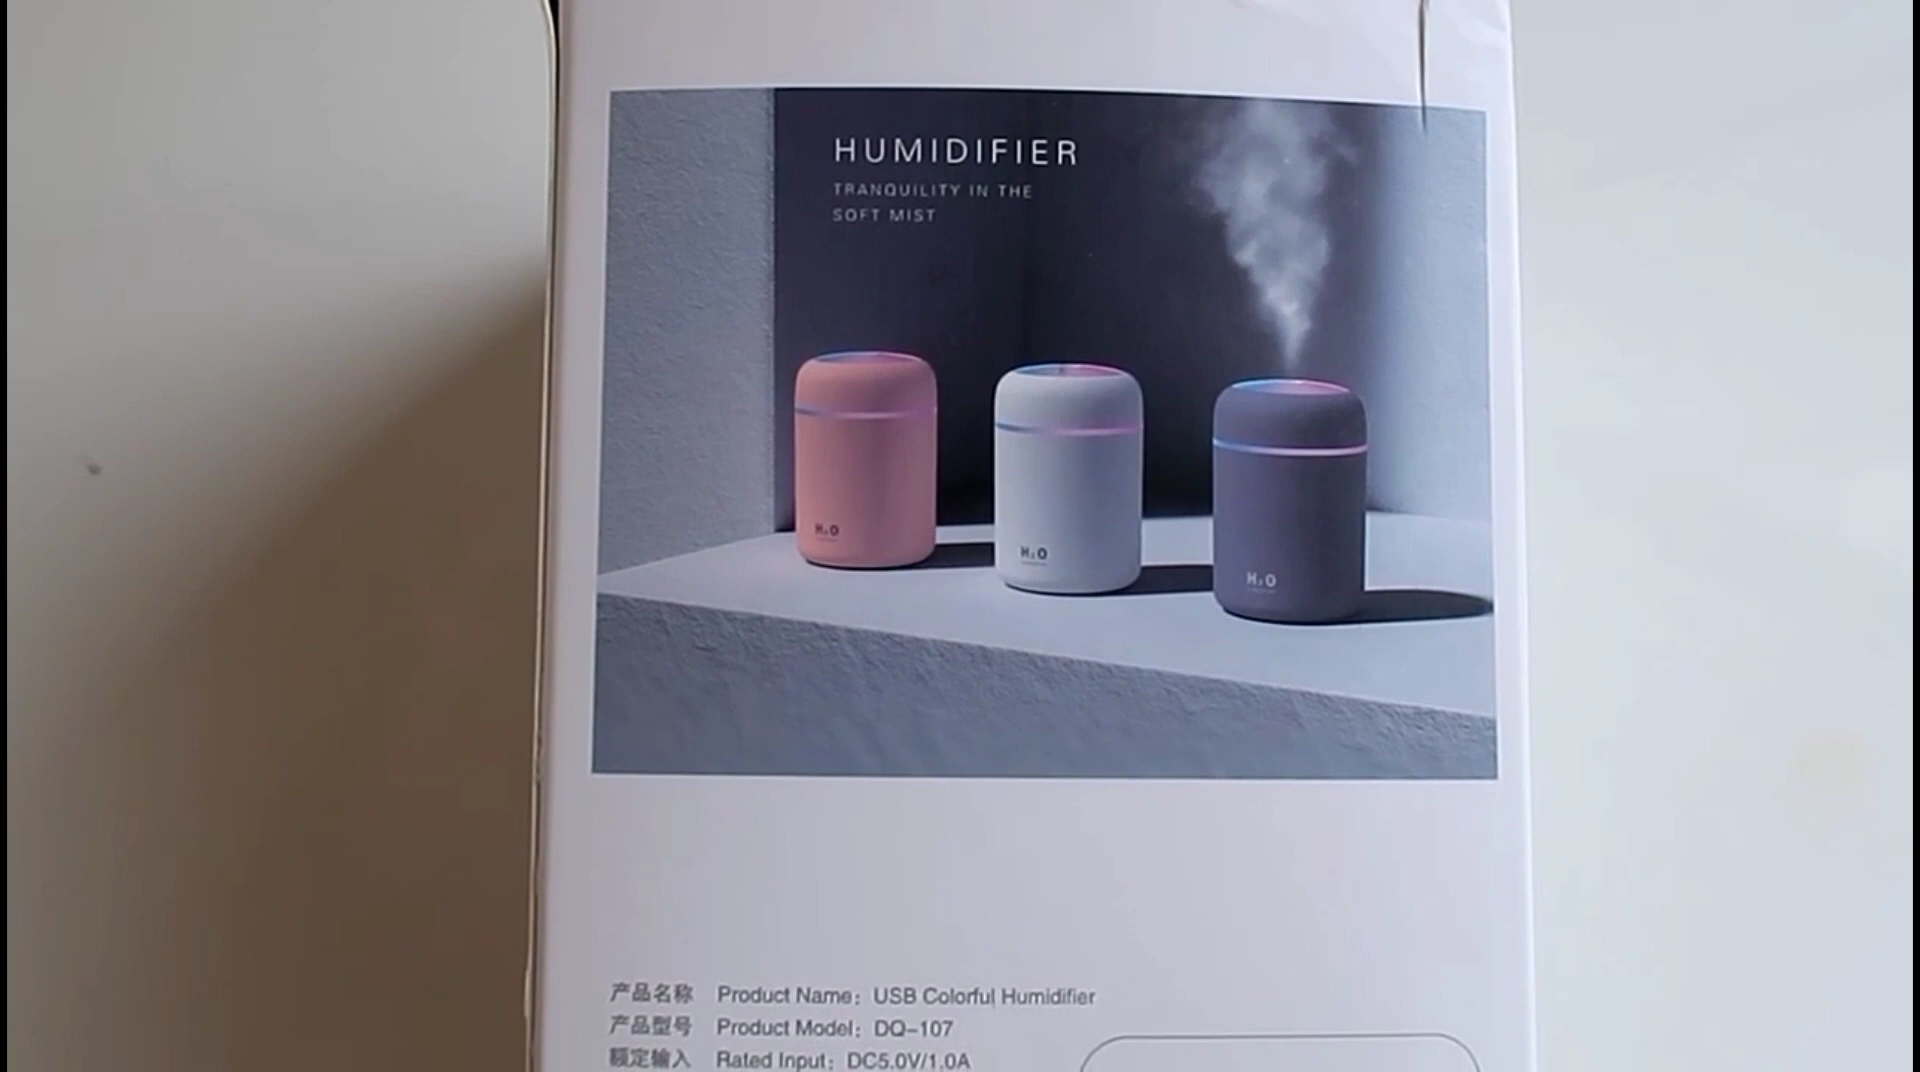 HUMIDIFIER
TRANQUILITY IN THE
SOFT MIST
H₂O
H₂O
H₂O
产品名称 Product Name: USB Colorful Humidifier
产品型号 Product Model: DQ-107
额定输入 Rated Input: DC5.0V/1.0A